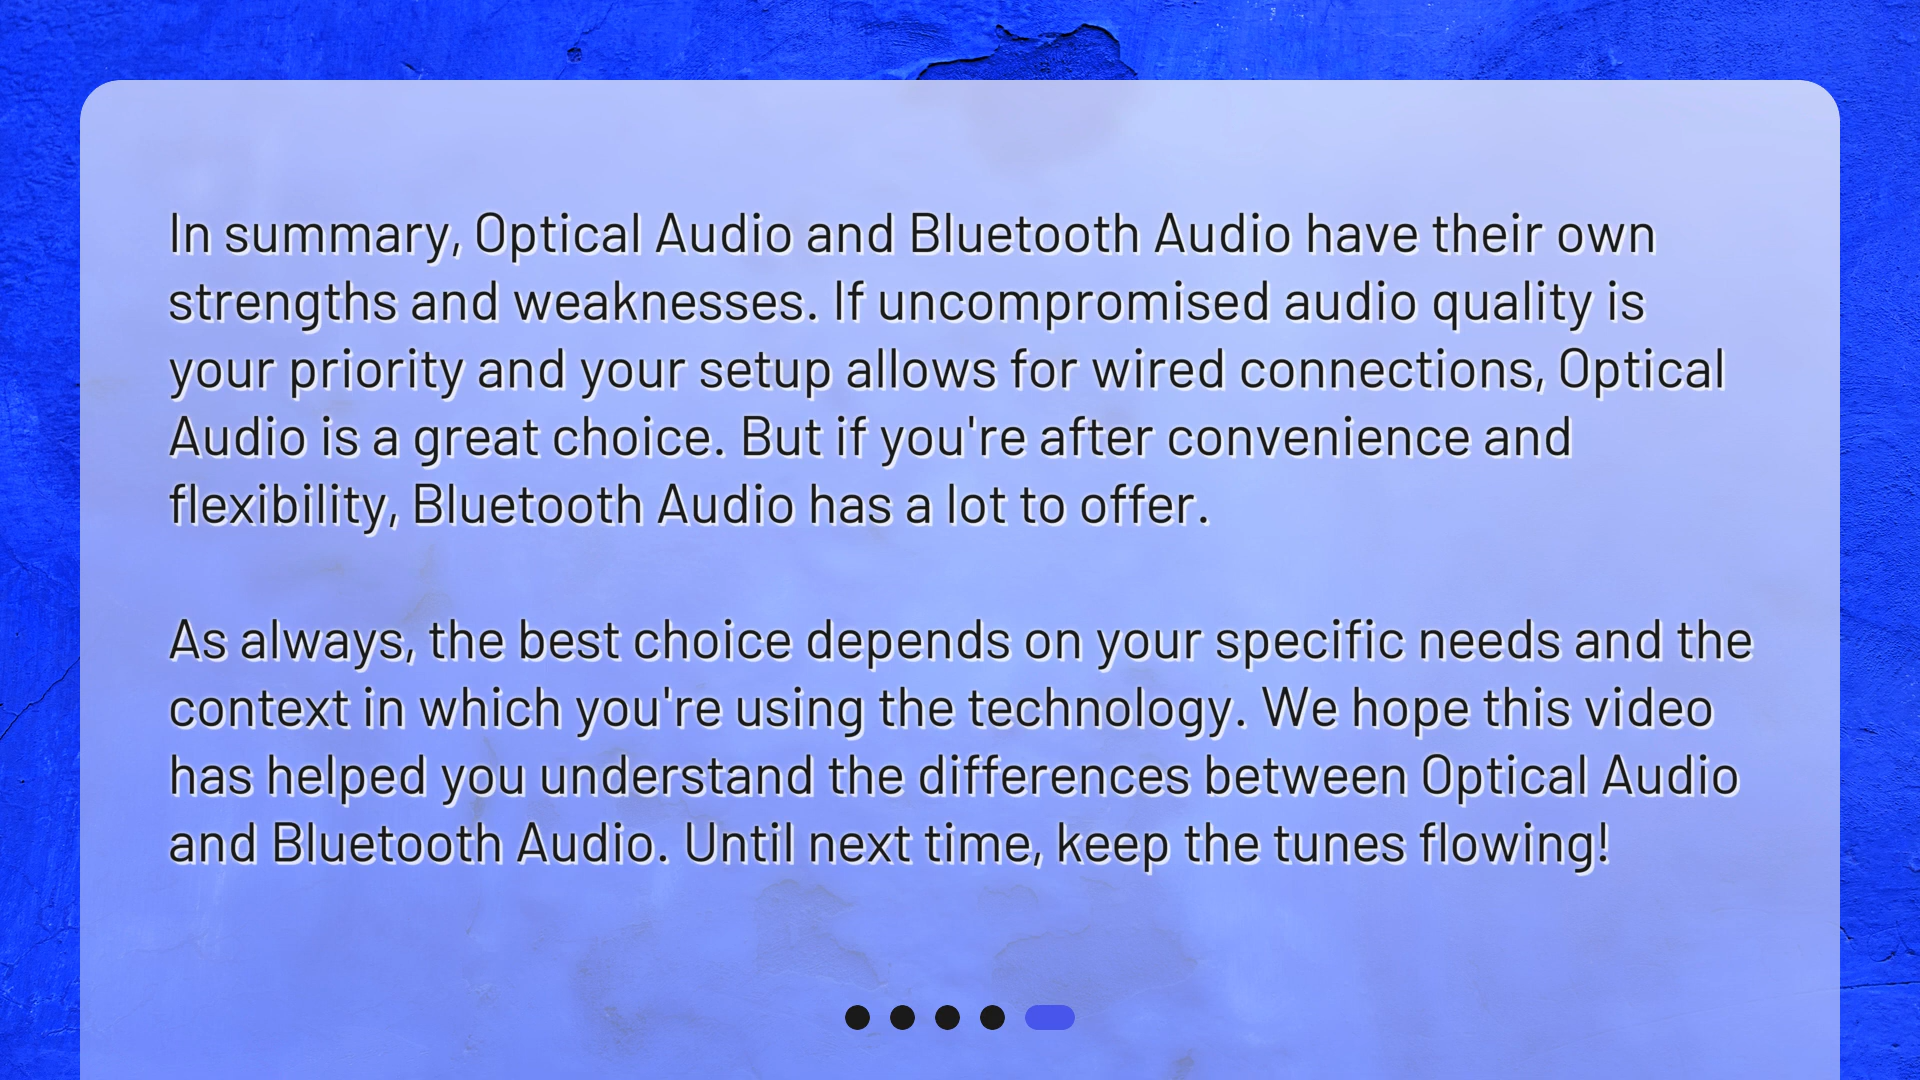 In summary, Optical Audio and Bluetooth Audio have their own
strengths and weaknesses. If uncompromised audio quality is
your priority and your setup allows for wired connections, Optical
Audio is a great choice. But if you're after convenience and
flexibility, Bluetooth Audio has a lot to offer.
As always, the best choice depends on your specific needs and the
context in which you're using the technology. We hope this video
has helped you understand the differences between Optical Audio
and Bluetooth Audio. Until next time, keep the tunes flowing!